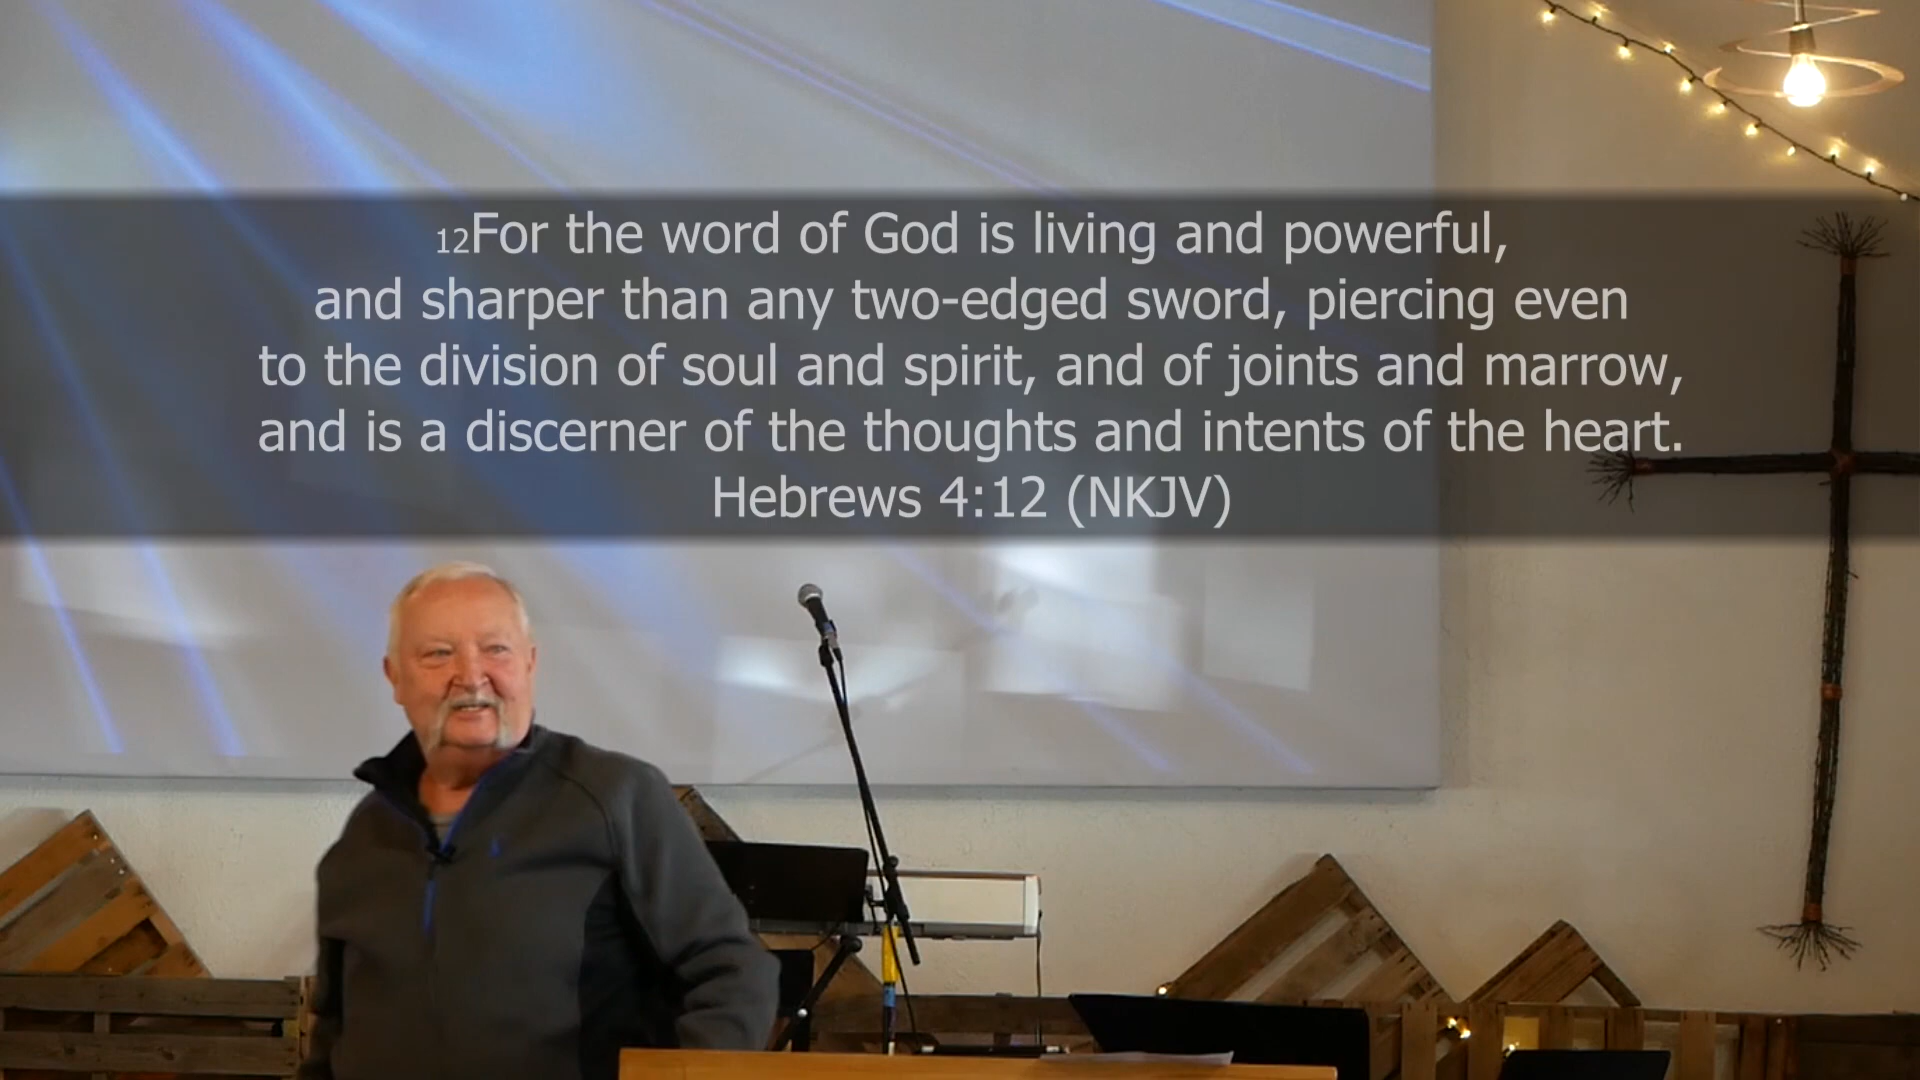 12For the word of God is living and powerful,
and sharper than any two-edged sword, piercing even
to the division of soul and spirit, and of joints and marrow,
and is a discerner of the thoughts and intents of the heart.
Hebrews 4:12 (NKJV)